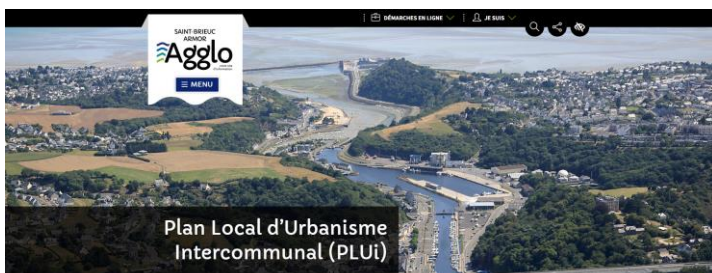 DÉMARCHES EN LIGNE
JE SUIS
SAINT-BRIEUC
ARMOR
Agglo
MENU
Plan Local d'Urbanisme
Intercommunal (PLUi)